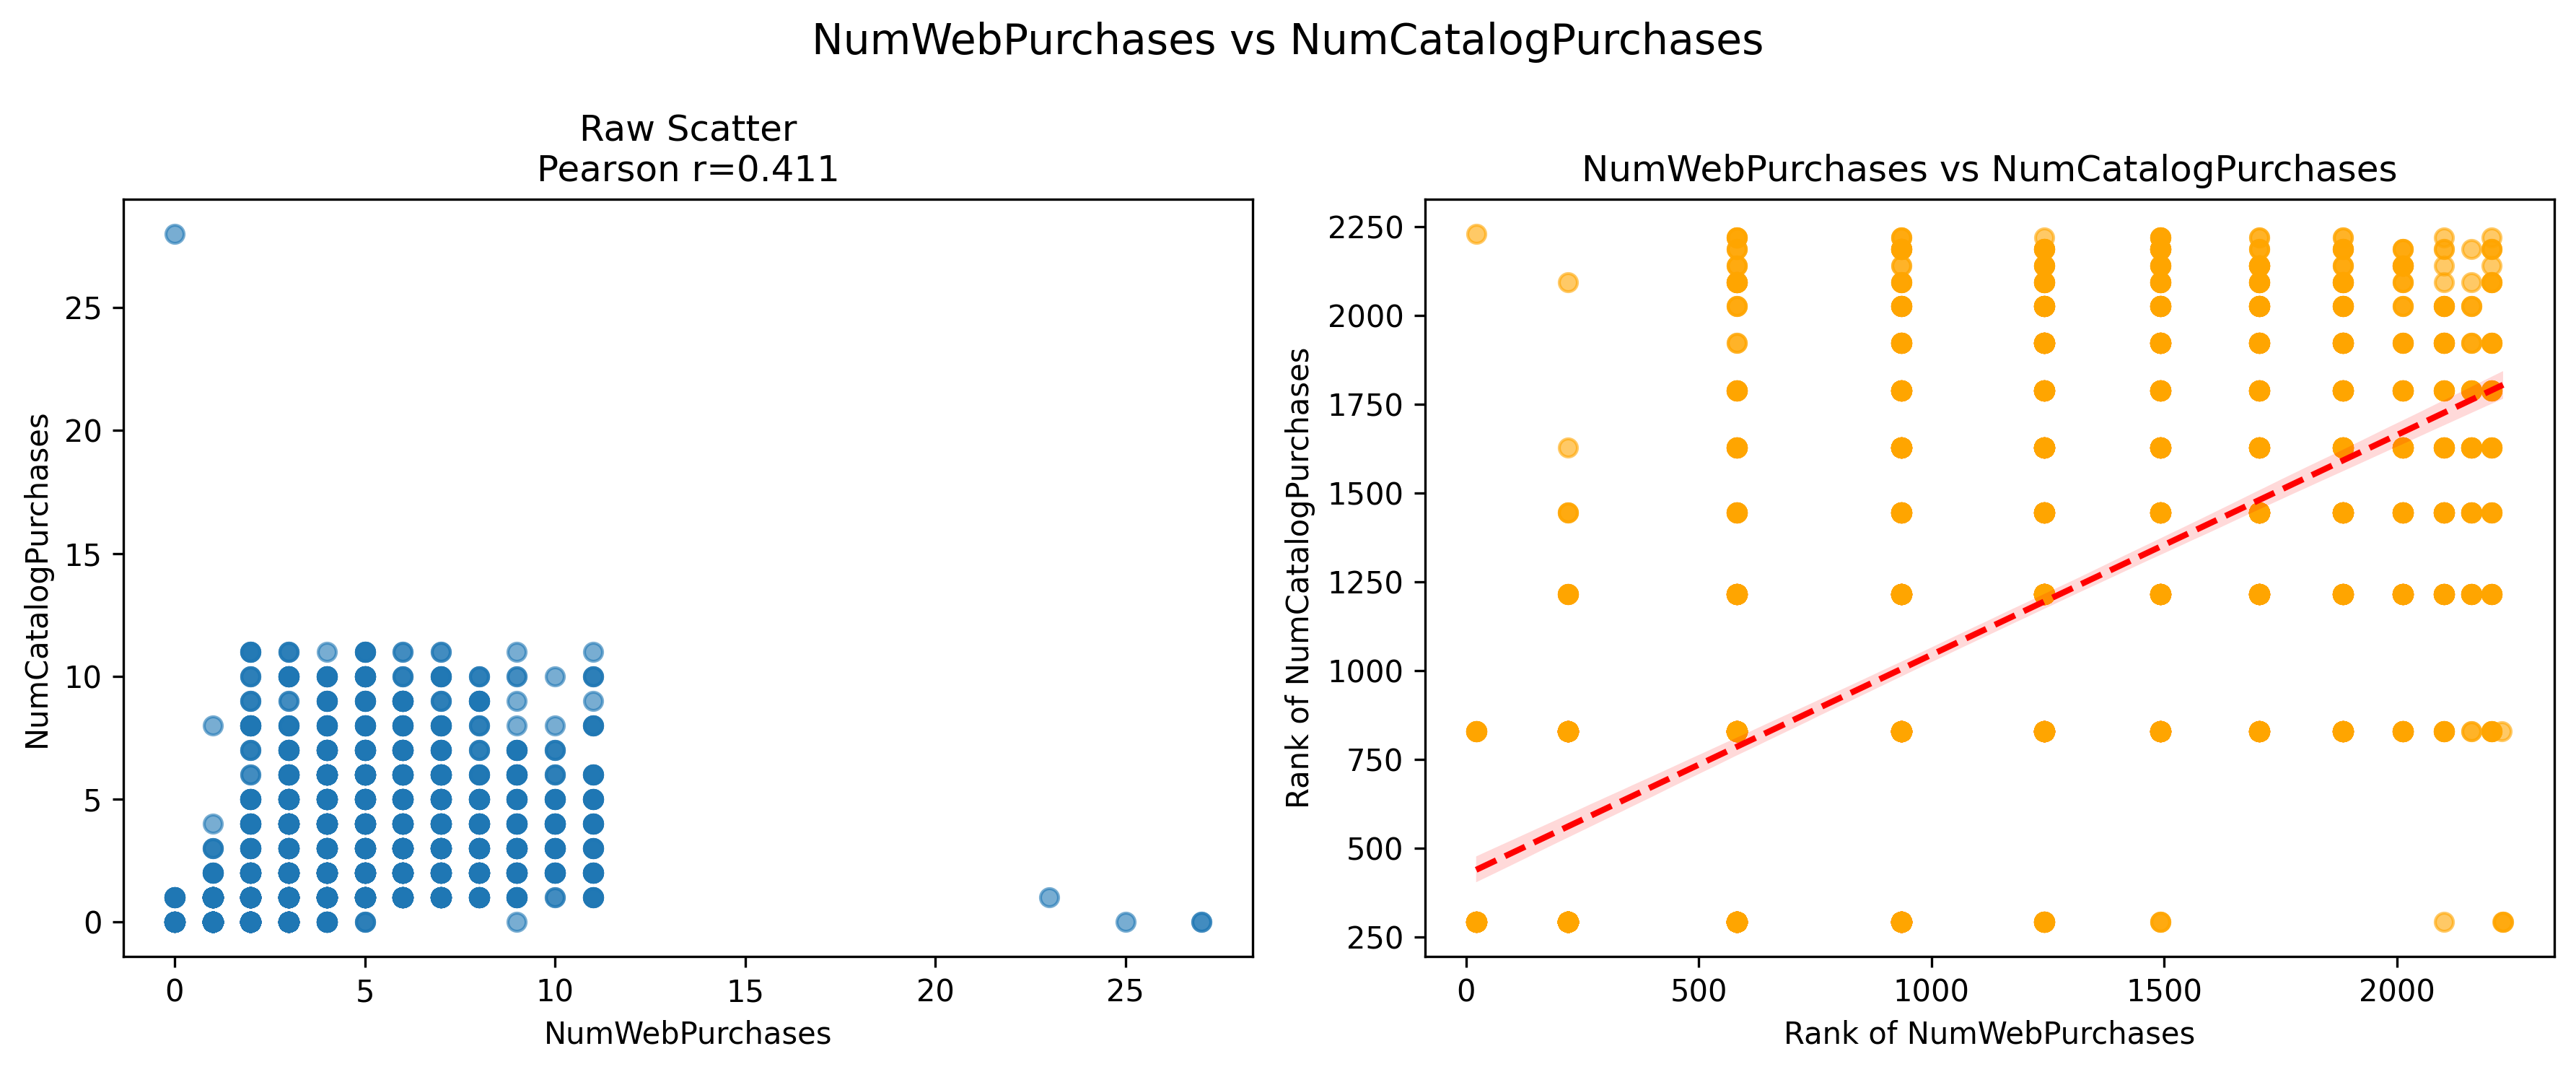 NumWebPurchases vs NumCatalogPurchases
Raw Scatter
Pearson r=0.411
NumCatalogPurchases
25
20
15
10
5
0
0 5 10 15 20 25
NumWebPurchases
NumWebPurchases vs NumCatalogPurchases
Rank of NumCatalogPurchases
2250
2000
1750
1500
1250
1000
750
500
250
0 500 1000 1500 2000
Rank of NumWebPurchases